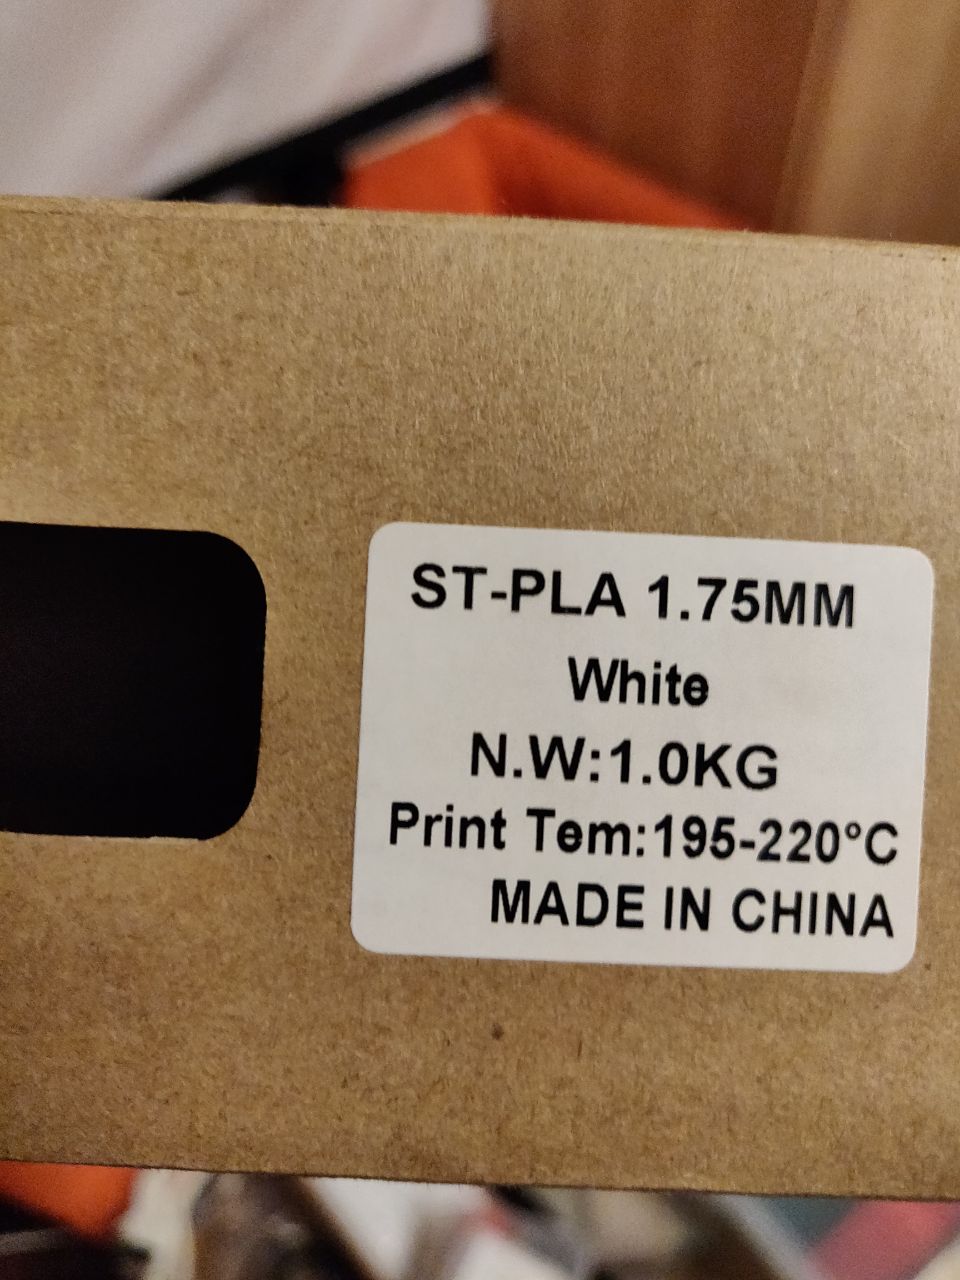 ST-PLA 1.75MM
White
N.W:1.0KG
Print Tem:195-220°C
MADE IN CHINA